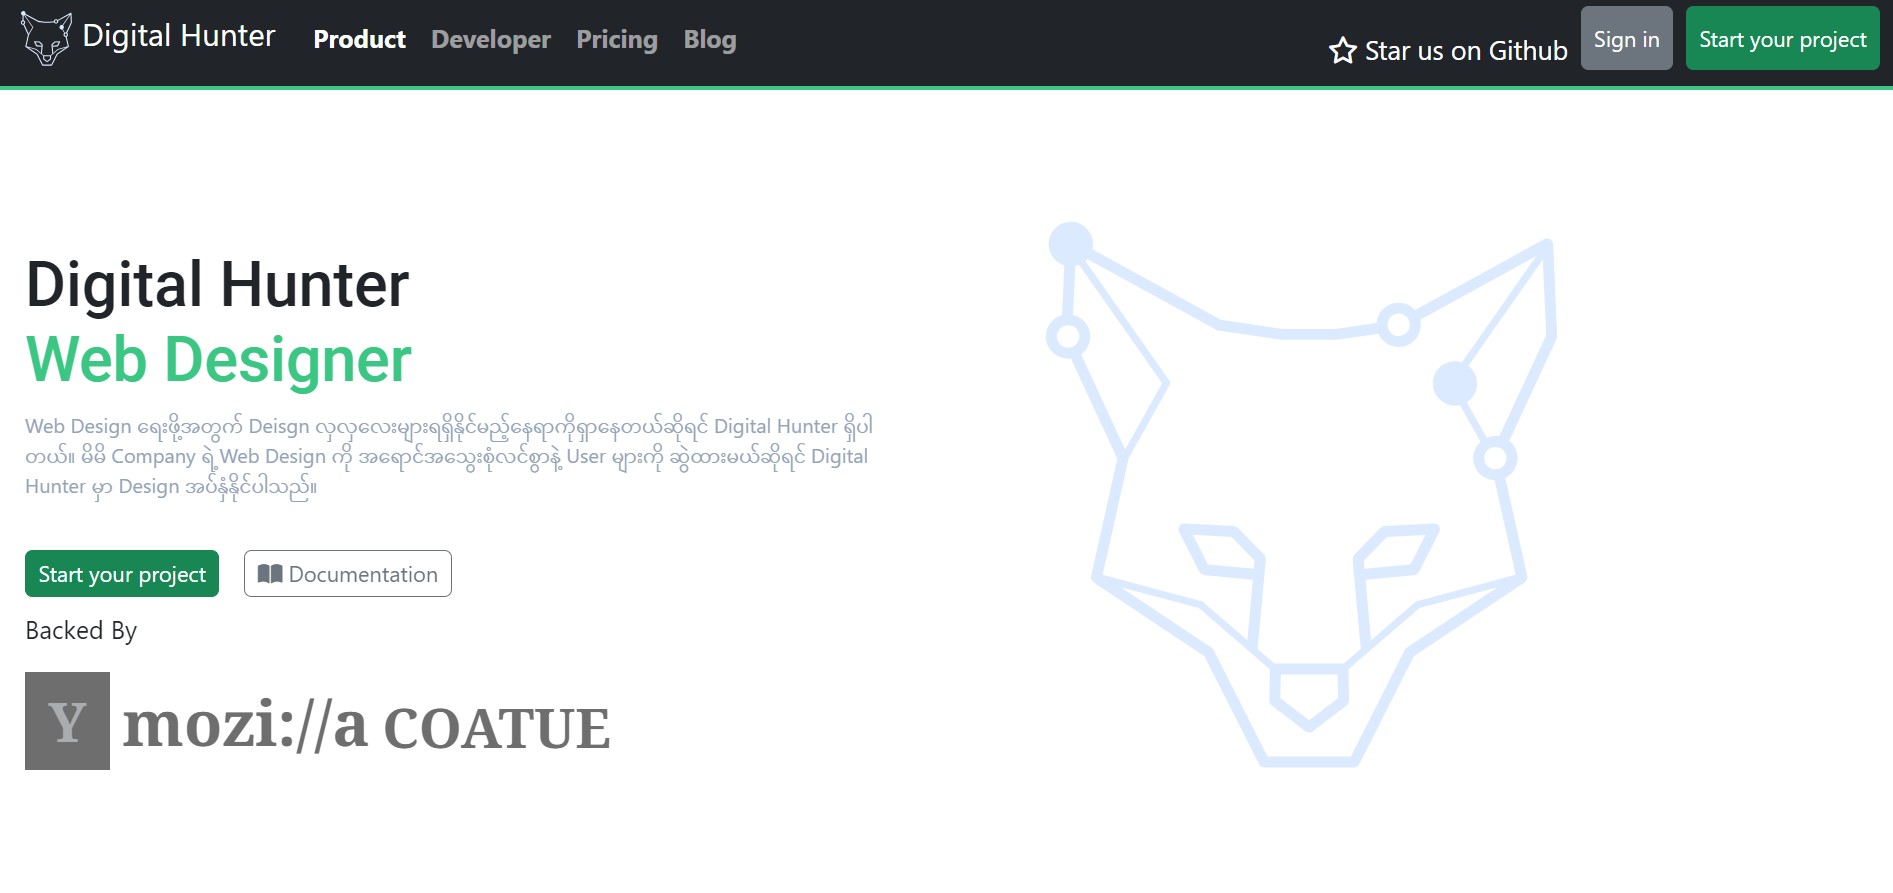 Digital Hunter
Product
Developer
Pricing
Blog
Star us on Github
Sign in
Start your project
Digital Hunter
Web Designer
Web Design ရေးဖို့အတွက် Deisgn လှလှလေးများရရှိနိုင်မည့်နေရာကိုရှာနေတယ်ဆိုရင် Digital Hunter ရှိပါ
တယ်။ မိမိ Company ရဲ့ Web Design ကို အရောင်အသွေးစုံလင်စွာနဲ့ User များကို ဆွဲထားမယ်ဆိုရင် Digital
Hunter မှာ Design အပ်နှံနိုင်ပါသည်။
Start your project
Documentation
Backed By
Y mozi://a COATUE